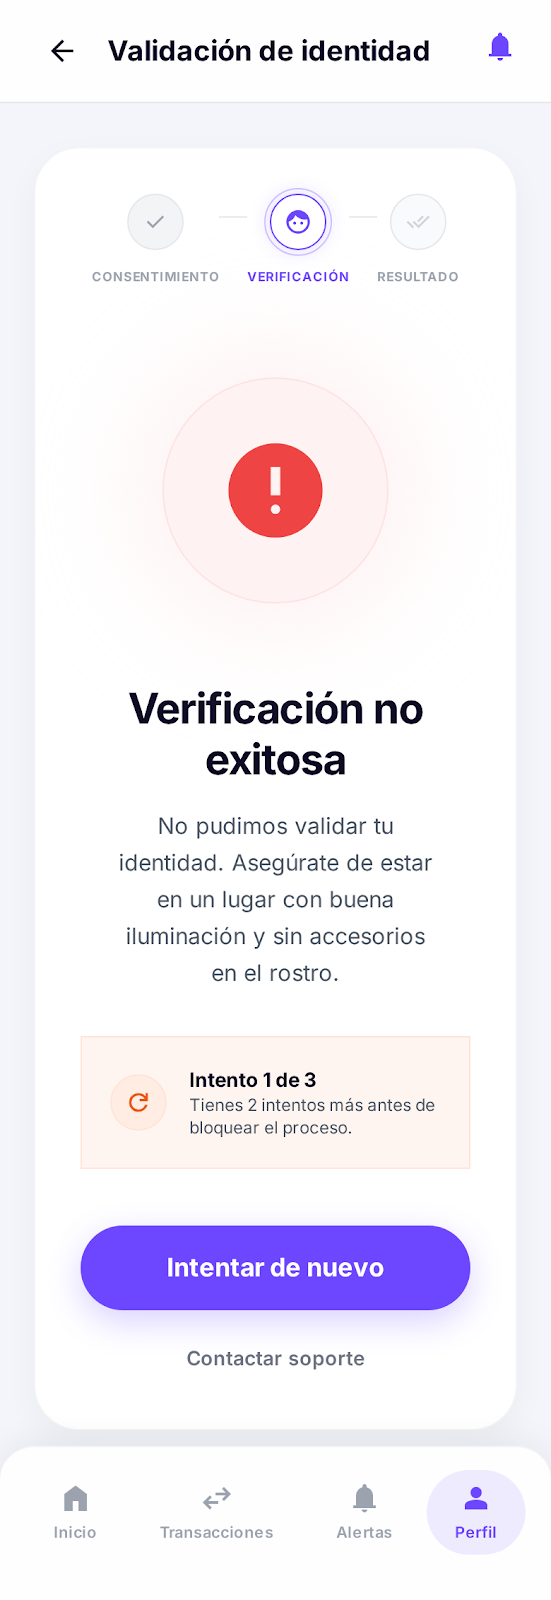 Validación de identidad
CONSENTIMIENTO VERIFICACIÓN RESULTADO
Verificación no
exitosa
No pudimos validar tu
identidad. Asegúrate de estar
en un lugar con buena
iluminación y sin accesorios
en el rostro.
Intento 1 de 3
Tienes 2 intentos más antes de
bloquear el proceso.
Intentar de nuevo
Contactar soporte
Inicio Transacciones Alertas Perfil